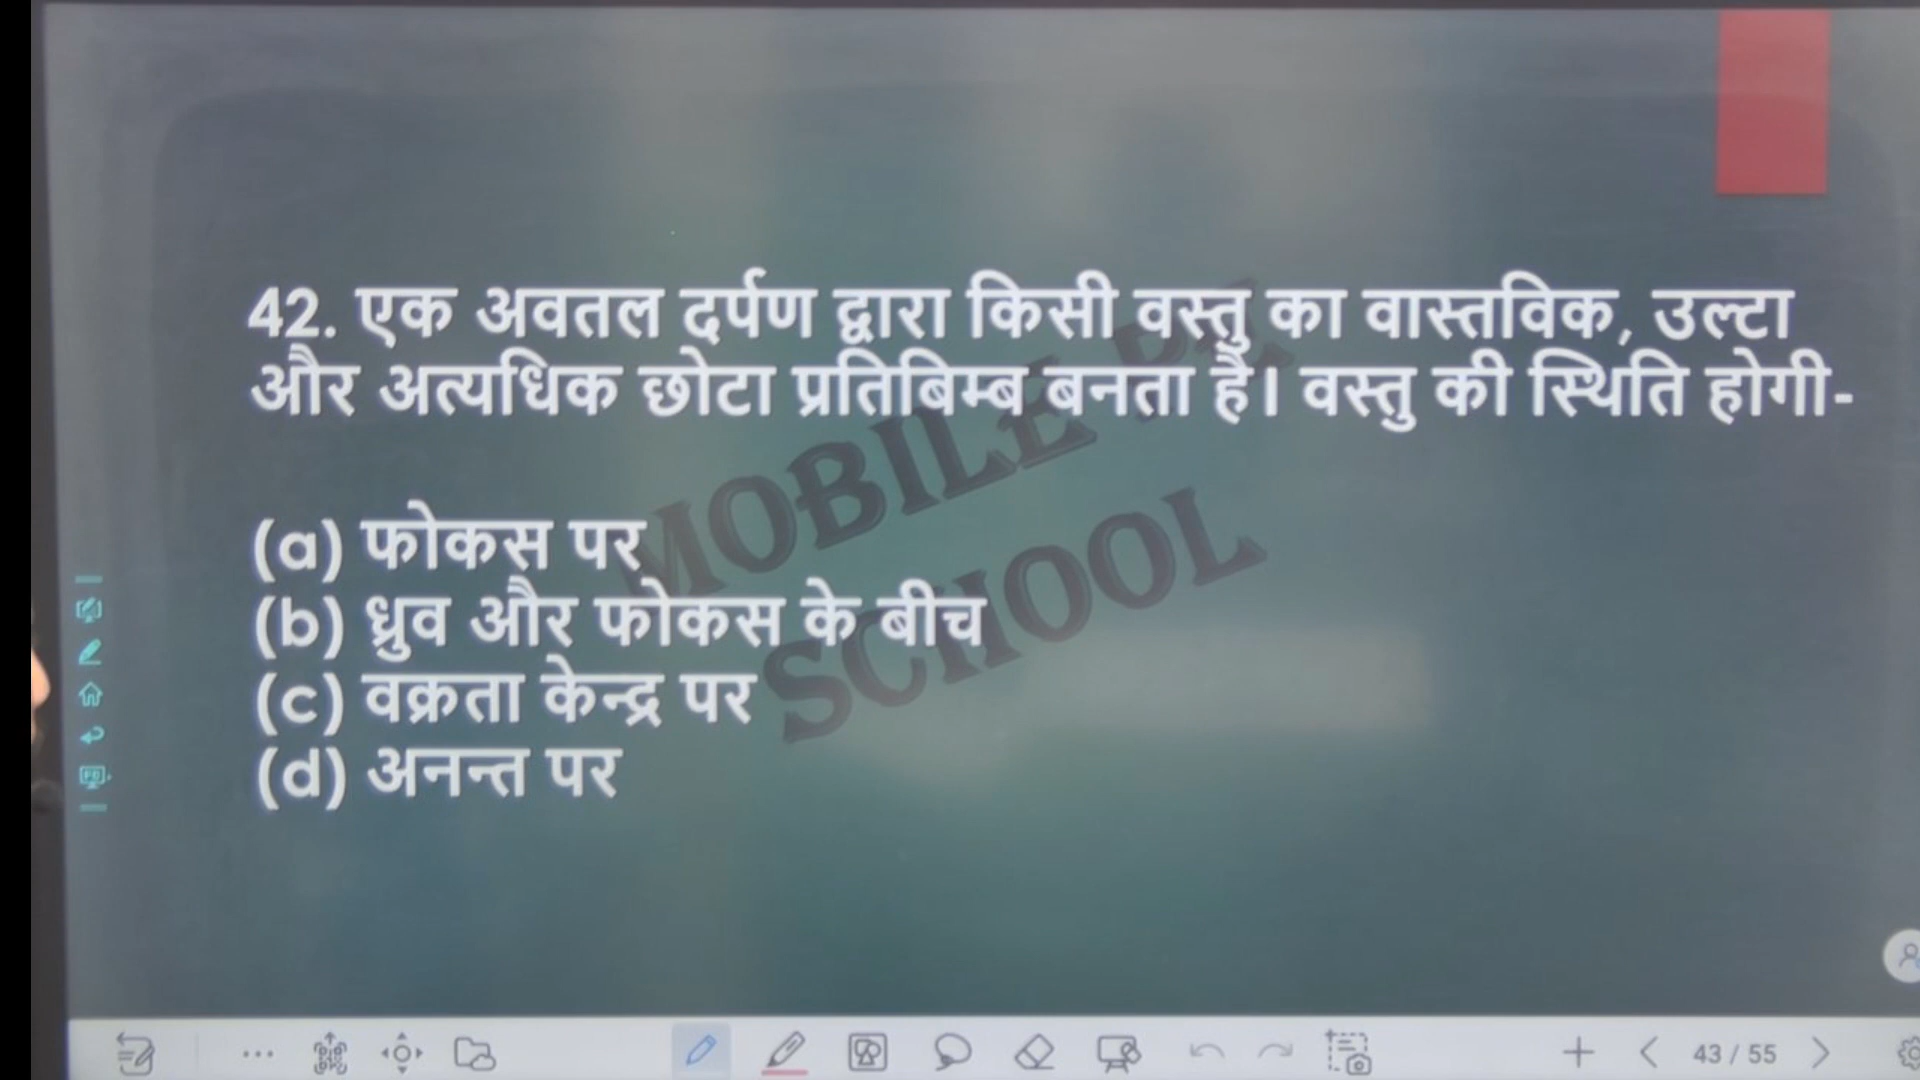 42. एक अवतल दर्पण द्वारा किसी वस्तु का वास्तविक, उल्टा
और अत्यधिक छोटा प्रतिबिम्ब बनता है। वस्तु की स्थिति होगी-
MOBILE PE
SCHOOL
(a) फोकस पर
(b) ध्रुव और फोकस के बीच
(c) वक्रता केन्द्र पर
(d) अनन्त पर
43 / 55